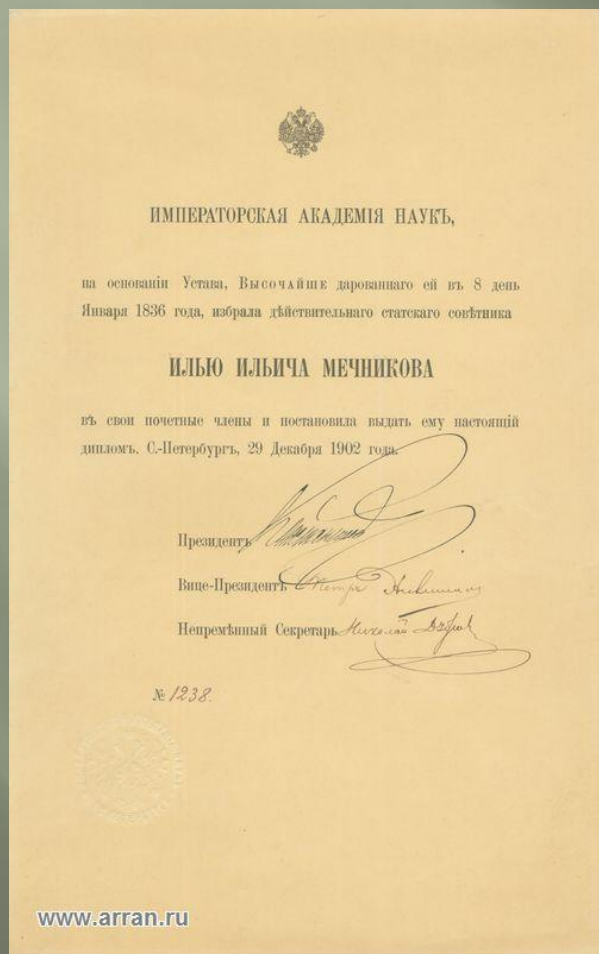 ИМПЕРАТОРСКАЯ АКАДЕМІЯ НАУКЪ,
на основаніи Устава, Высочайше дарованнаго ей въ 8 день
Января 1836 года, избрала дѣйствительнаго статскаго совѣтника
ИЛЬЮ ИЛЬИЧА МЕЧНИКОВА
въ свои почетные члены и постановила выдать ему настоящій
дипломъ. С.-Петербургъ, 29 Декабря 1902 года.
Президентъ
Вице-Президентъ Петръ
Непремѣнный Секретарь Николай
№ 1238.
www.arran.ru